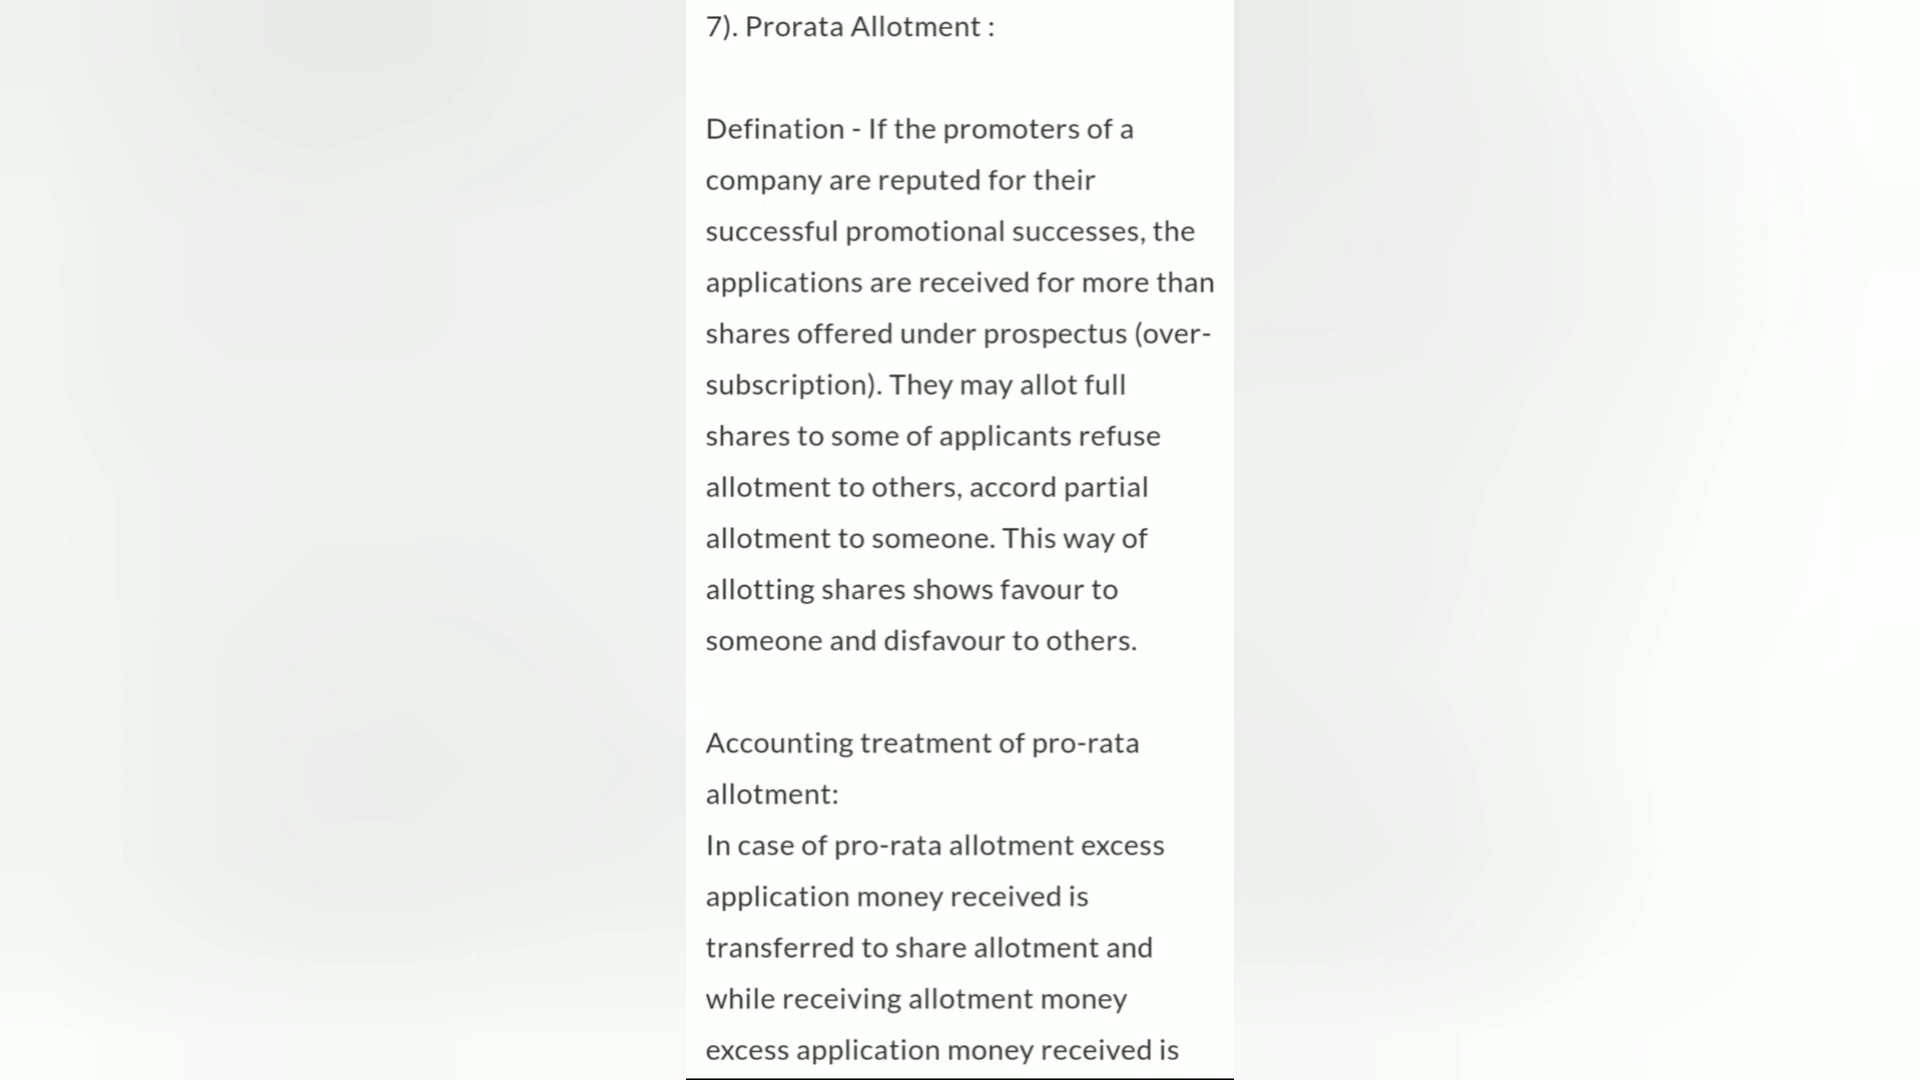 7). Prorata Allotment :
Defination - If the promoters of a
company are reputed for their
successful promotional successes, the
applications are received for more than
shares offered under prospectus (over-
subscription). They may allot full
shares to some of applicants refuse
allotment to others, accord partial
allotment to someone. This way of
allotting shares shows favour to
someone and disfavour to others.
Accounting treatment of pro-rata
allotment:
In case of pro-rata allotment excess
application money received is
transferred to share allotment and
while receiving allotment money
excess application money received is